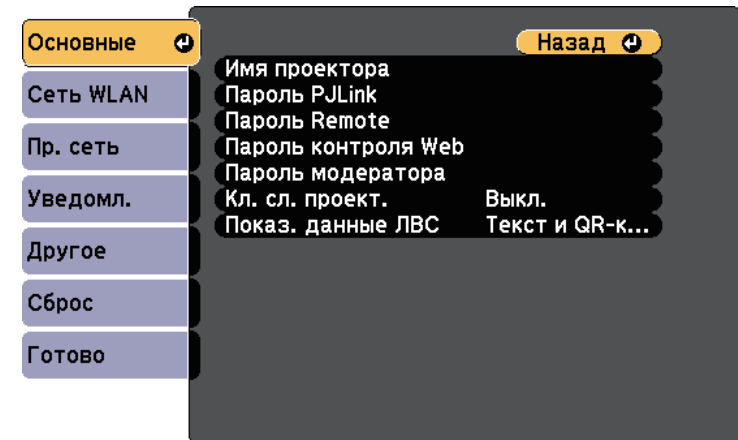 Основные
Сеть WLAN
Пр. сеть
Уведомл.
Другое
Сброс
Готово
Назад
Имя проектора
Пароль PJLink
Пароль Remote
Пароль контроля Web
Пароль модератора
Кл. сл. проект. Выкл.
Показ. данные ЛВС Текст и QR-к...